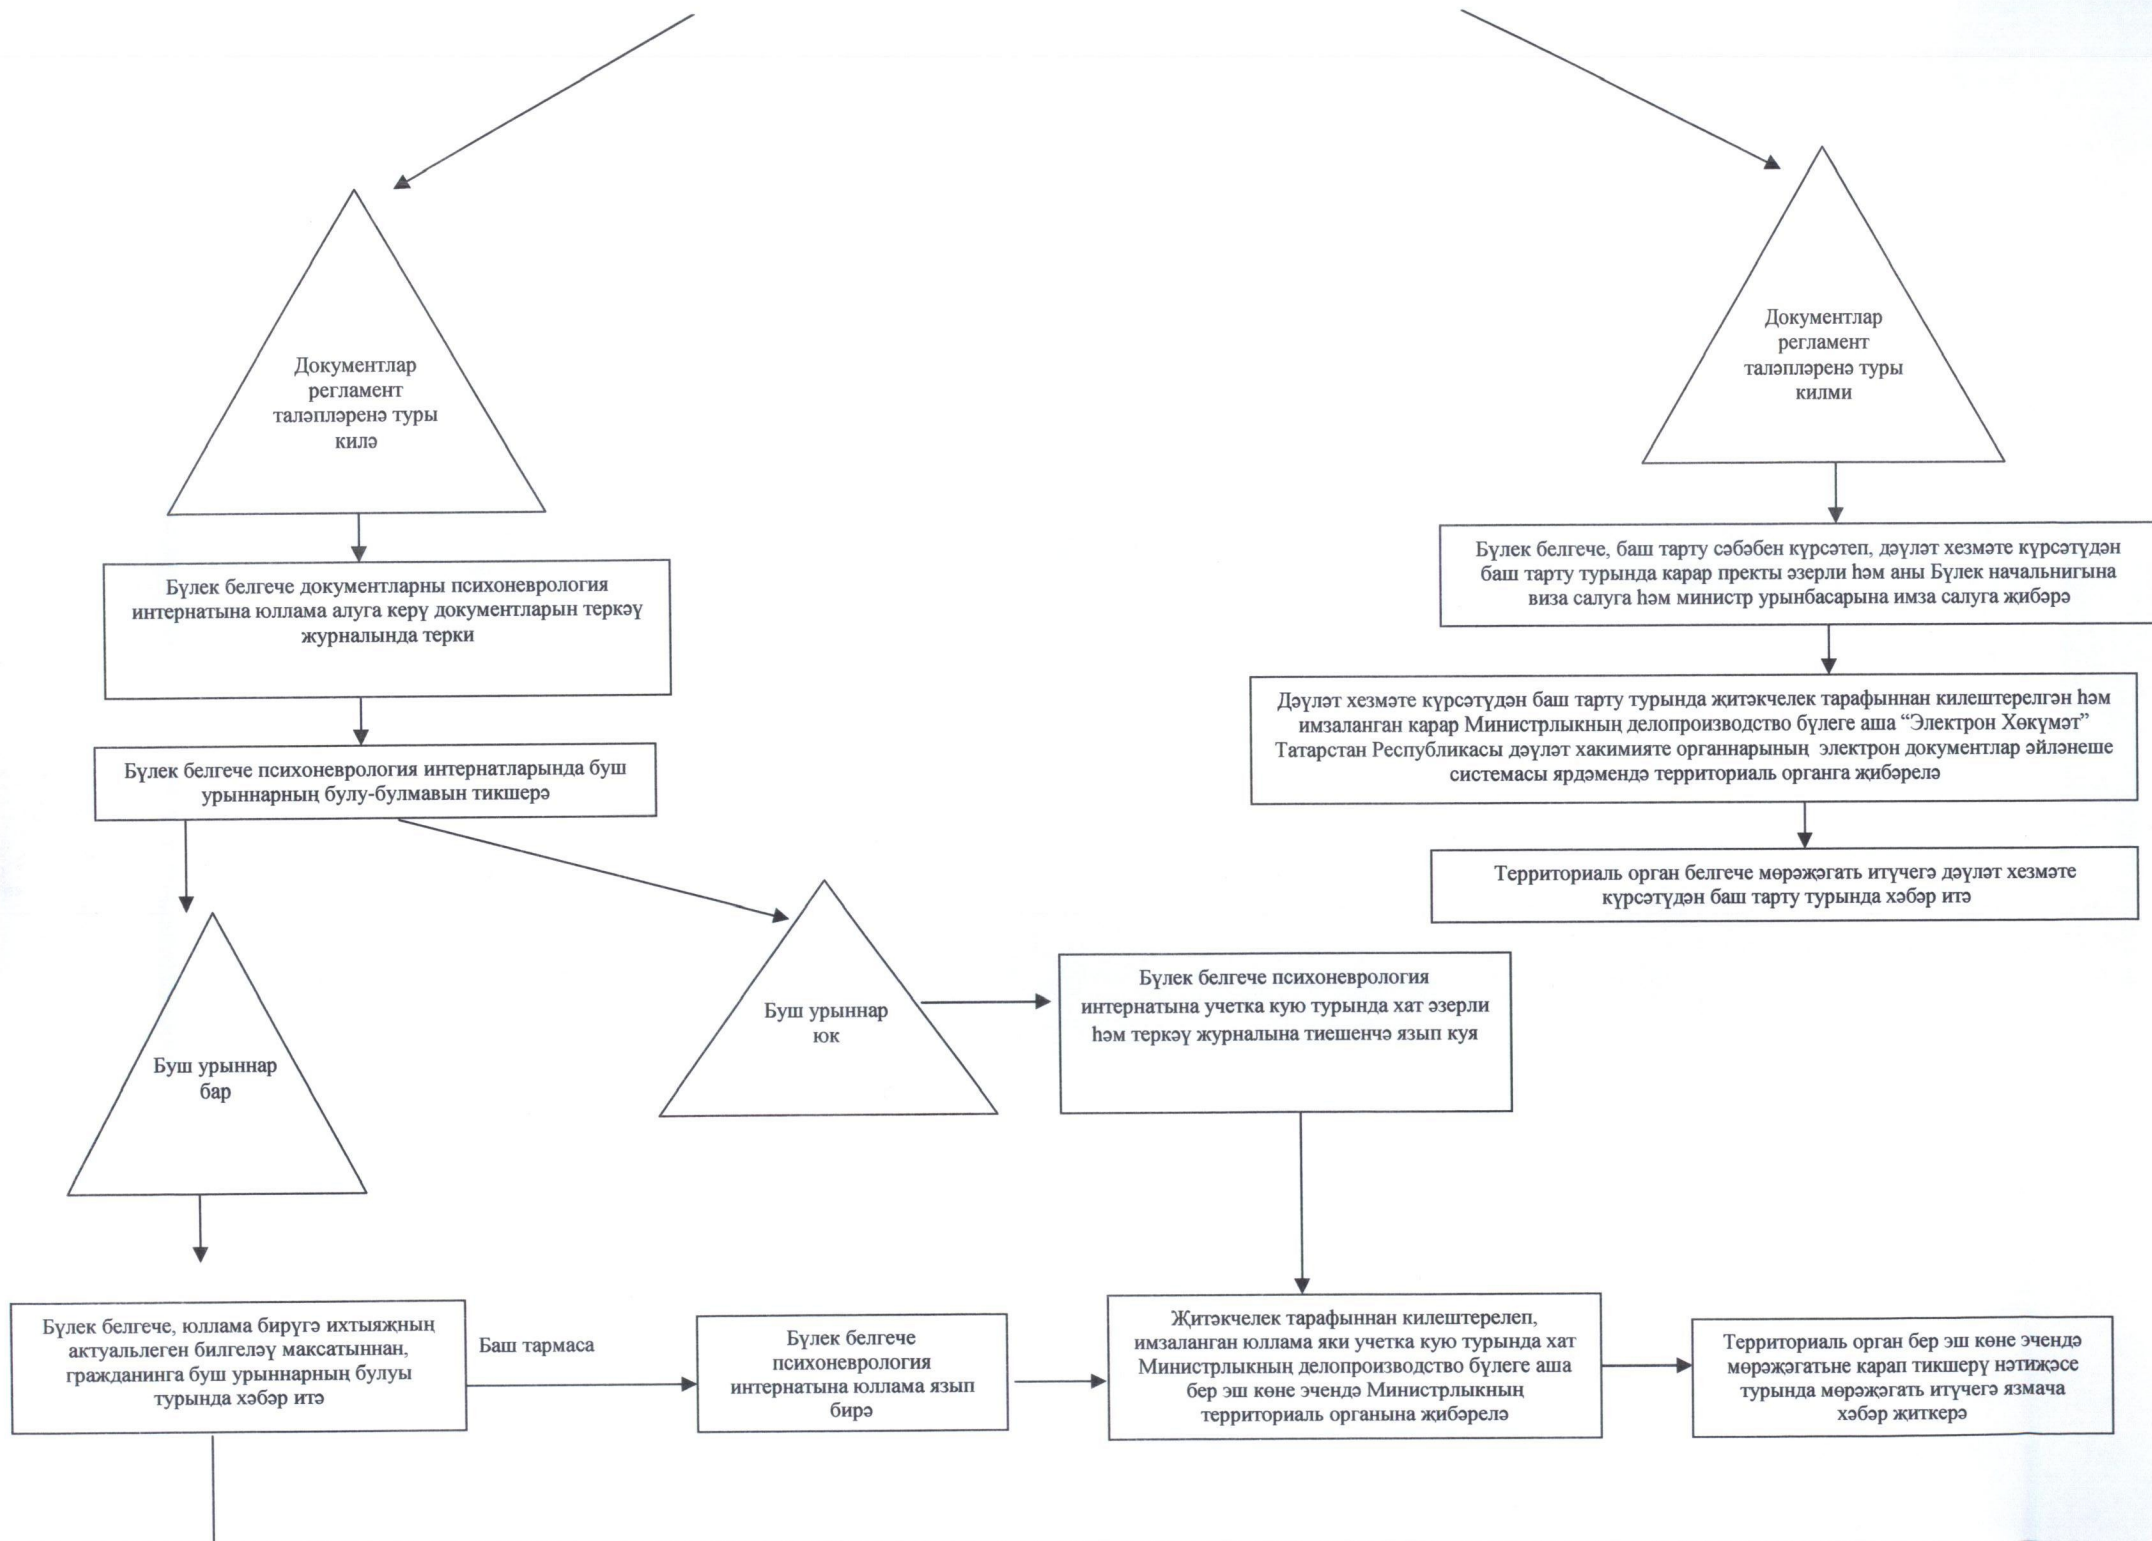 Документлар
регламент
таләпләренә туры
килә
Документлар
регламент
таләпләренә туры
килми
Бүлек белгече документларны психоневрология
интернатына юллама алуга керү документларын теркәү
журналында терки
Бүлек белгече, баш тарту сәбәбен күрсәтеп, дәүләт хезмәте күрсәтүдән
баш тарту турында карар пректы әзерли һәм аны Бүлек начальнигына
виза салуга һәм министр урынбасарына имза салуга җибәрә
Дәүләт хезмәте күрсәтүдән баш тарту турында җитәкчелек тарафыннан килештерелгән һәм
имзаланган карар Министрлыкның делопроизводство бүлеге аша “Электрон Хөкүмәт”
Татарстан Республикасы дәүләт хакимияте органнарының электрон документлар әйләнеше
системасы ярдәмендә территориаль органга җибәрелә
Бүлек белгече психоневрология интернатларында буш
урыннарның булу-булмавын тикшерә
Территориаль орган белгече мөрәҗәгать итүчегә дәүләт хезмәте
күрсәтүдән баш тарту турында хәбәр итә
Буш урыннар
бар
Буш урыннар
юк
Бүлек белгече психоневрология
интернатына учетка кую турында хат әзерли
һәм теркәү журналына тиешенчә язып куя
Бүлек белгече, юллама бирүгә ихтыяҗның
актуальлеген билгеләү максатыннан,
гражданинга буш урыннарның булуы
турында хәбәр итә
Баш тармаса
Бүлек белгече
психоневрология
интернатына юллама язып
бирә
Җитәкчелек тарафыннан килештерелеп,
имзаланган юллама яки учетка кую турында хат
Министрлыкның делопроизводство бүлеге аша
бер эш көне эчендә Министрлыкның
территориаль органына җибәрелә
Территориаль орган бер эш көне эчендә
мөрәҗәгатьне карап тикшерү нәтиҗәсе
турында мөрәҗәгать итүчегә язмача
хәбәр җиткерә